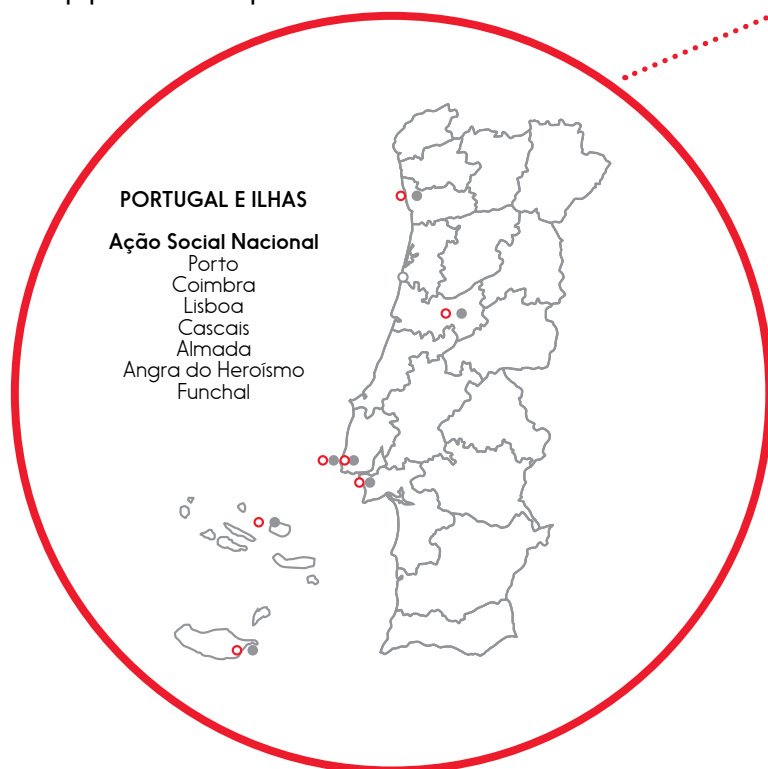 PORTUGAL E ILHAS
Ação Social Nacional
Porto
Coimbra
Lisboa
Cascais
Almada
Angra do Heroísmo
Funchal